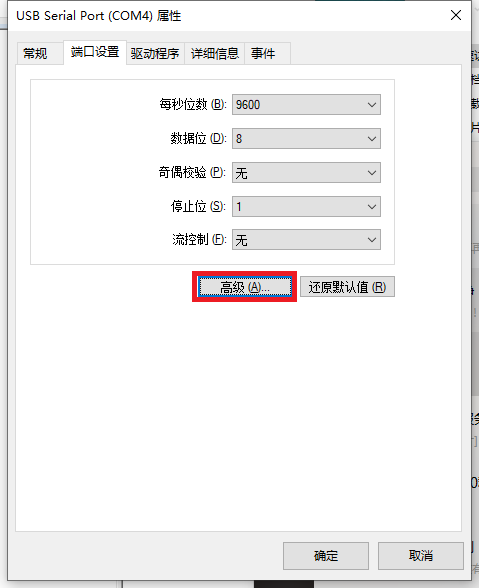 USB Serial Port (COM4) 属性
常规 端口设置 驱动程序 详细信息 事件
每秒位数 (B): 9600
数据位 (D): 8
奇偶校验 (P): 无
停止位 (S): 1
流控制 (F): 无
高级 (A)... 还原默认值 (R)
确定 取消